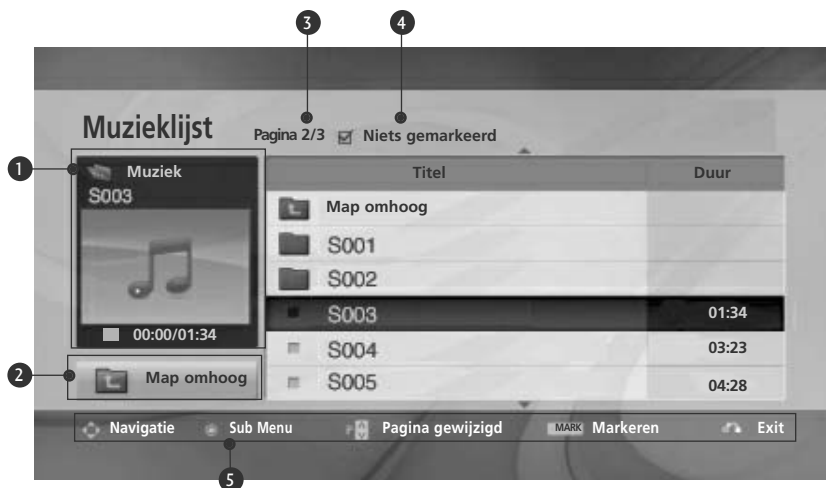 3 4
Muzieklijst Pagina 2/3 Niets gemarkeerd
1 Muziek
S003
Titel Duur
Map omhoog
S001
S002
S003 01:34
00:00/01:34
S004 03:23
2 Map omhoog
S005 04:28
Navigatie Sub Menu P Pagina gewijzigd MARK Markeren Exit
5